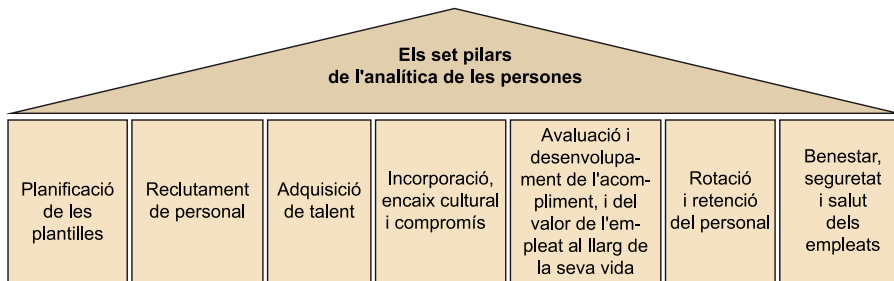 Els set pilars
de l'analítica de les persones
Planificació
de les
plantilles
Reclutament
de personal
Adquisició
de talent
Incorporació,
encaix cultural
i compromís
Avaluació i
desenvolupa-
ment de l'acom-
pliment, i del
valor de l'em-
pleat al llarg de
la seva vida
Rotació
i retenció
del personal
Benestar,
seguretat
i salut
dels
empleats